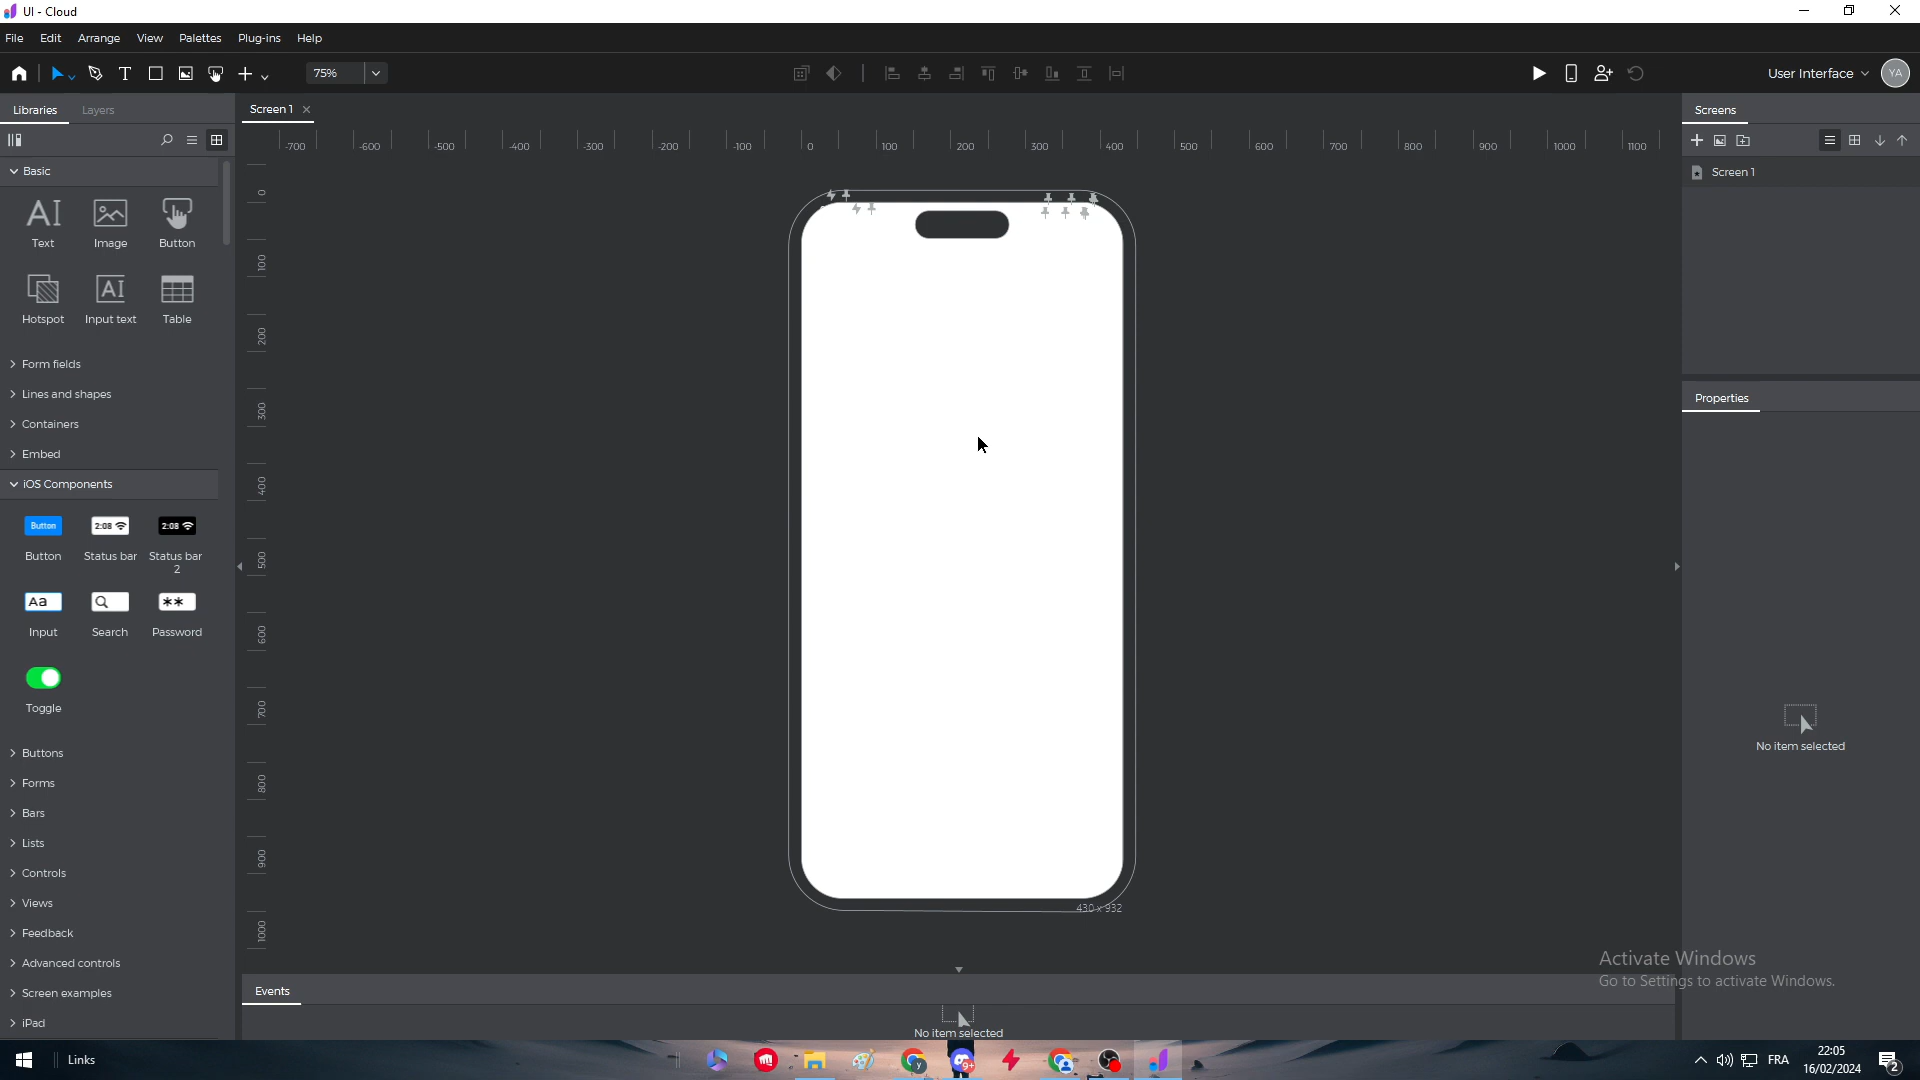 UI - Cloud
File Edit Arrange View Palettes Plug-ins Help
75%
User Interface
YA
Libraries Layers
Screen 1
Screens
-700 -600 -500 -400 -300 -200 -100 0 100 200 300 400 500 600 700 800 900 1000 1100
Basic
Screen 1
Text Image Button
Hotspot Input text Table
Form fields
Lines and shapes
Containers
Embed
iOS Components
Button 2:08 2:08
Button Status bar Status bar
2
Aa **
Input Search Password
Toggle
Buttons
Forms
Bars
Lists
Controls
Views
Feedback
Advanced controls
Screen examples
iPad
0
100
200
300
400
500
600
700
800
900
1000
430 x 932
Properties
No item selected
Events
No item selected
Activate Windows
Go to Settings to activate Windows.
Links
9+
FRA
22:05
16/02/2024
2